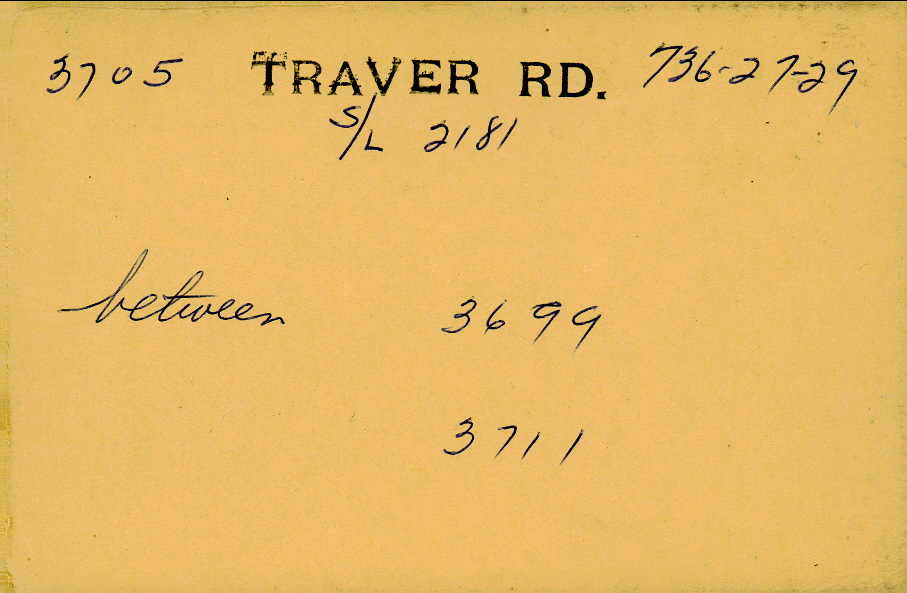 3705 TRAVER RD. 736-27-29
S/L 2181
between 3699
3711